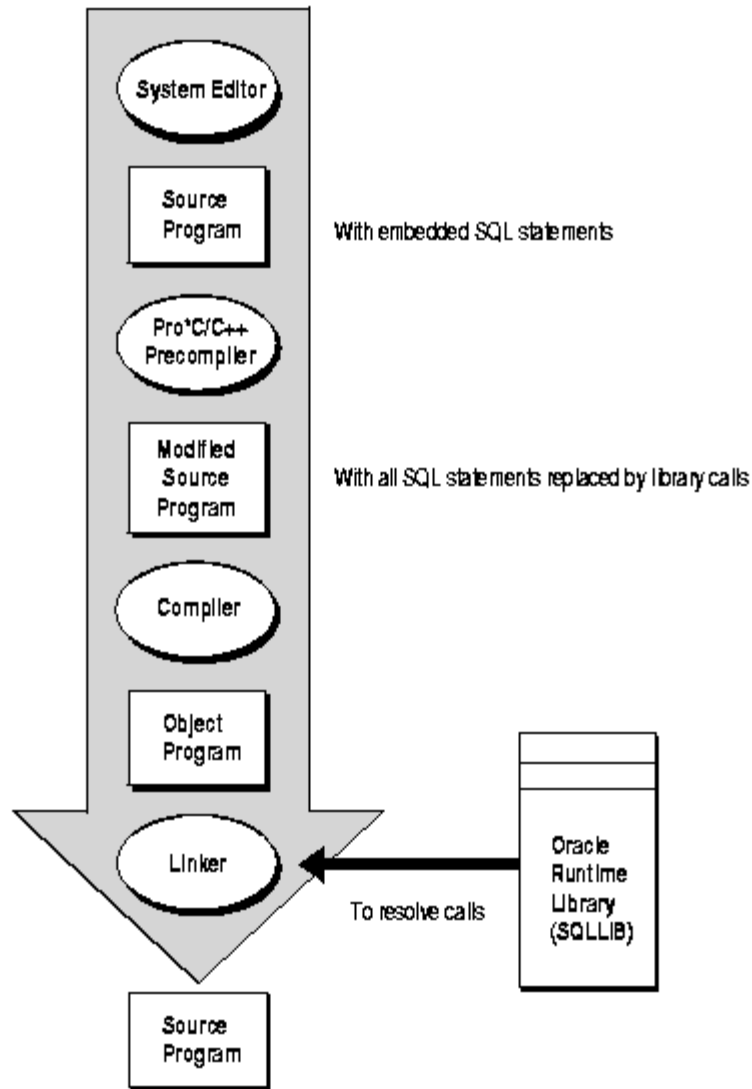 System Editor
Source
Program
With embedded SQL statements
Pro*C/C++
Precompiler
Modified
Source
Program
With all SQL statements replaced by library calls
Compiler
Object
Program
Linker
To resolve calls
Oracle
Runtime
Library
(SQLLIB)
Source
Program